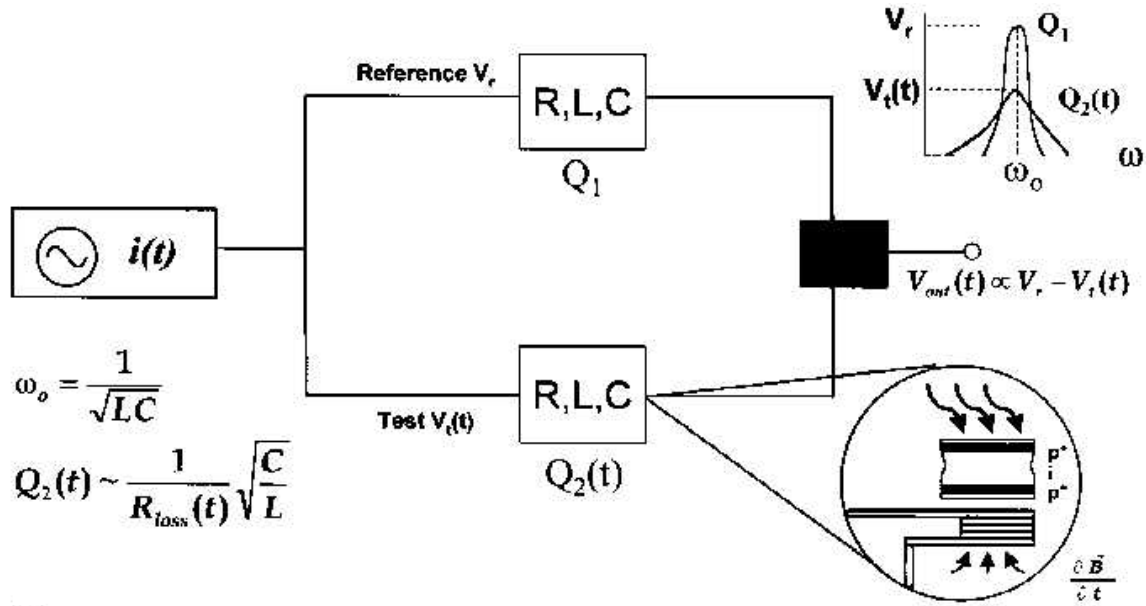 V_r
Q_1
V_t(t)
Q_2(t)
ω_o
ω
Reference V_r
R,L,C
Q_1
i(t)
V_out(t) ∝ V_r − V_t(t)
ω_o = 1/√(LC)
R,L,C
Test V_t(t)
Q_2(t)
Q_2(t) ~ 1/R_loss(t) √(C/L)
p⁺
i
p⁺
∂B⃗/∂t